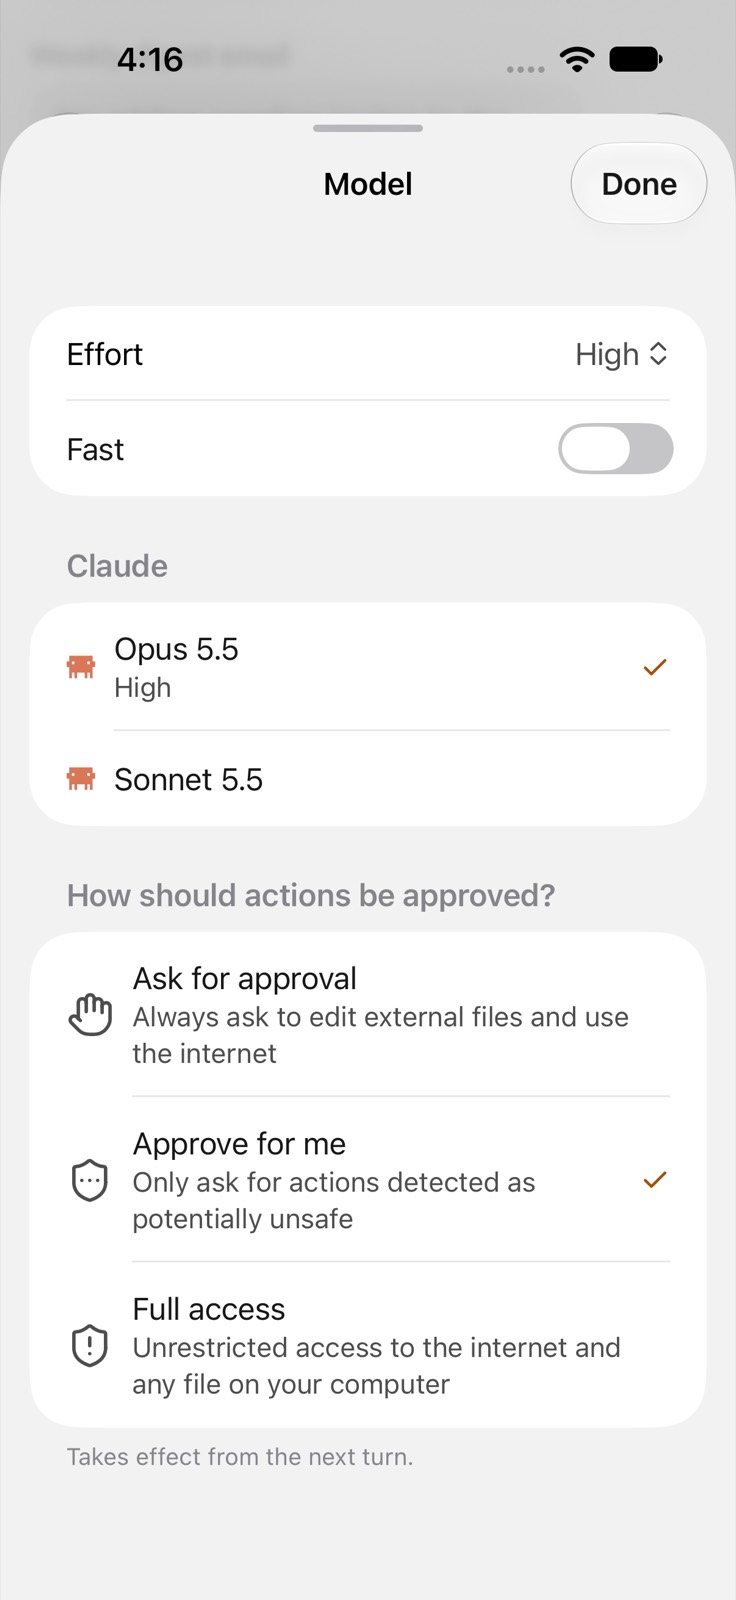 4:16
Model
Done
Effort
High
Fast
Claude
Opus 5.5
High
Sonnet 5.5
How should actions be approved?
Ask for approval
Always ask to edit external files and use
the internet
Approve for me
Only ask for actions detected as
potentially unsafe
Full access
Unrestricted access to the internet and
any file on your computer
Takes effect from the next turn.